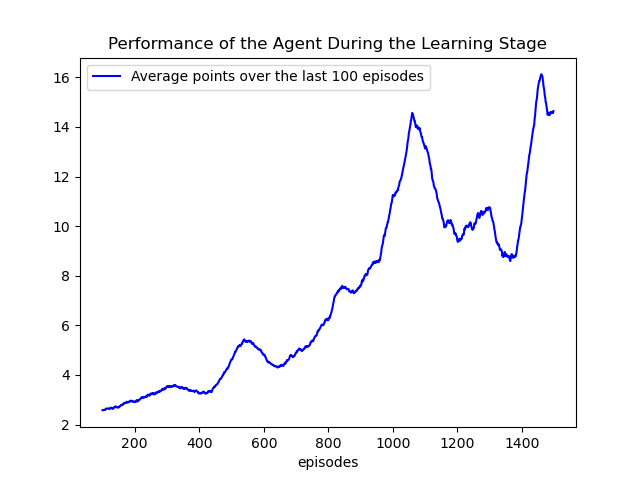 Performance of the Agent During the Learning Stage
Average points over the last 100 episodes
16
14
12
10
8
6
4
2
200 400 600 800 1000 1200 1400
episodes